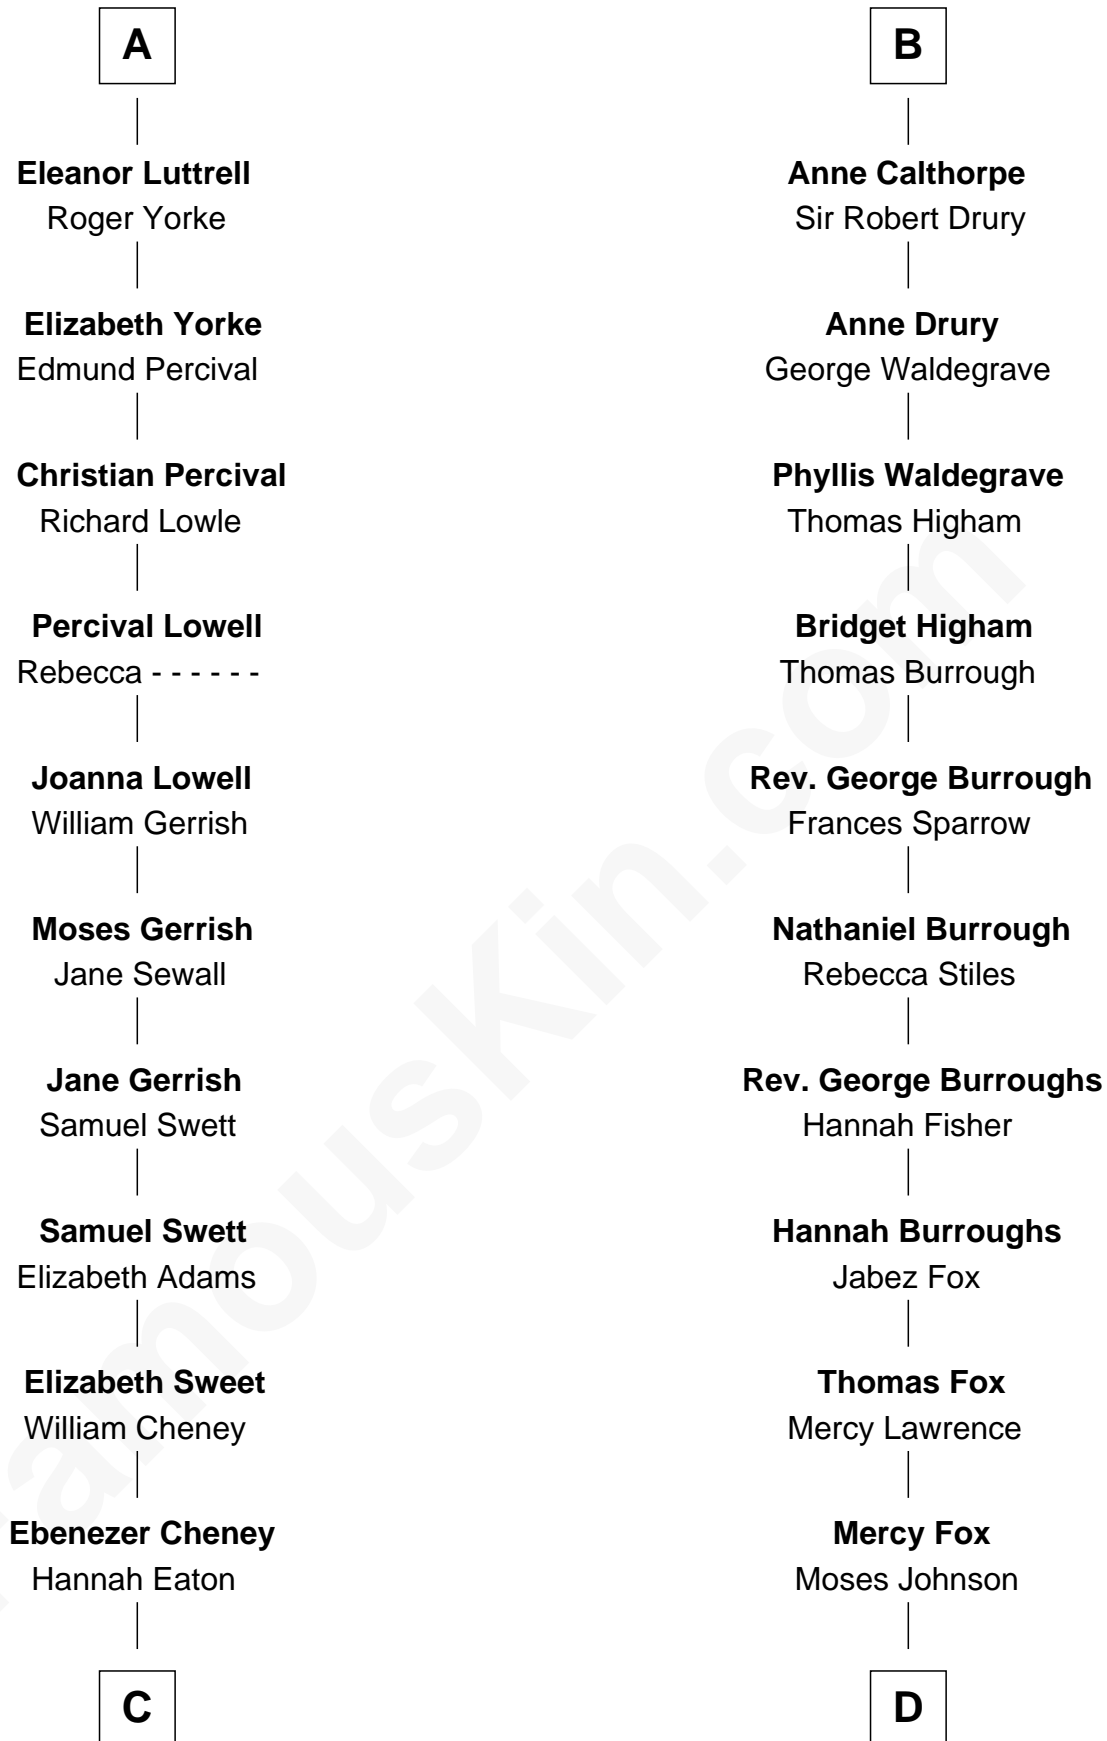 A
Eleanor Luttrell
Roger Yorke
Elizabeth Yorke
Edmund Percival
Christian Percival
Richard Lowle
Percival Lowell
Rebecca - - - - - -
Joanna Lowell
William Gerrish
Moses Gerrish
Jane Sewall
Jane Gerrish
Samuel Swett
Samuel Swett
Elizabeth Adams
Elizabeth Sweet
William Cheney
Ebenezer Cheney
Hannah Eaton
C
B
Anne Calthorpe
Sir Robert Drury
Anne Drury
George Waldegrave
Phyllis Waldegrave
Thomas Higham
Bridget Higham
Thomas Burrough
Rev. George Burrough
Frances Sparrow
Nathaniel Burrough
Rebecca Stiles
Rev. George Burroughs
Hannah Fisher
Hannah Burroughs
Jabez Fox
Thomas Fox
Mercy Lawrence
Mercy Fox
Moses Johnson
D
FamousKin.com